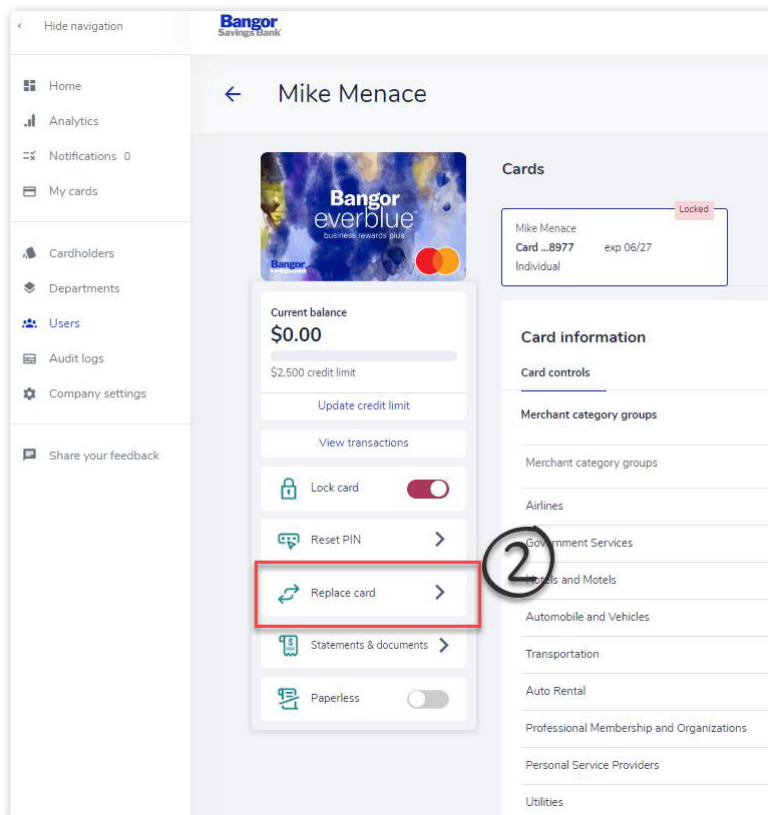 Hide navigation
Bangor
Savings Bank
Home
Analytics
Notifications 0
My cards
Cardholders
Departments
Users
Audit logs
Company settings
Share your feedback
Mike Menace
Bangor
everblue
business rewards plus
Bangor
Savings Bank
Current balance
$0.00
$2,500 credit limit
Update credit limit
View transactions
Lock card
Reset PIN
Replace card
Statements & documents
Paperless
Cards
Locked
Mike Menace
Card ...8977 exp 06/27
Individual
Card information
Card controls
Merchant category groups
Merchant category groups
Airlines
Government Services
2
Hotels and Motels
Automobile and Vehicles
Transportation
Auto Rental
Professional Membership and Organizations
Personal Service Providers
Utilities